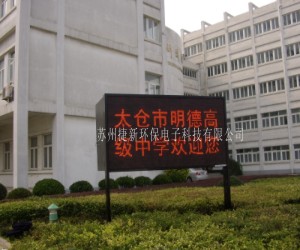 太仓市明德高
苏州捷新环保电子科技有限公司
级中学欢迎您